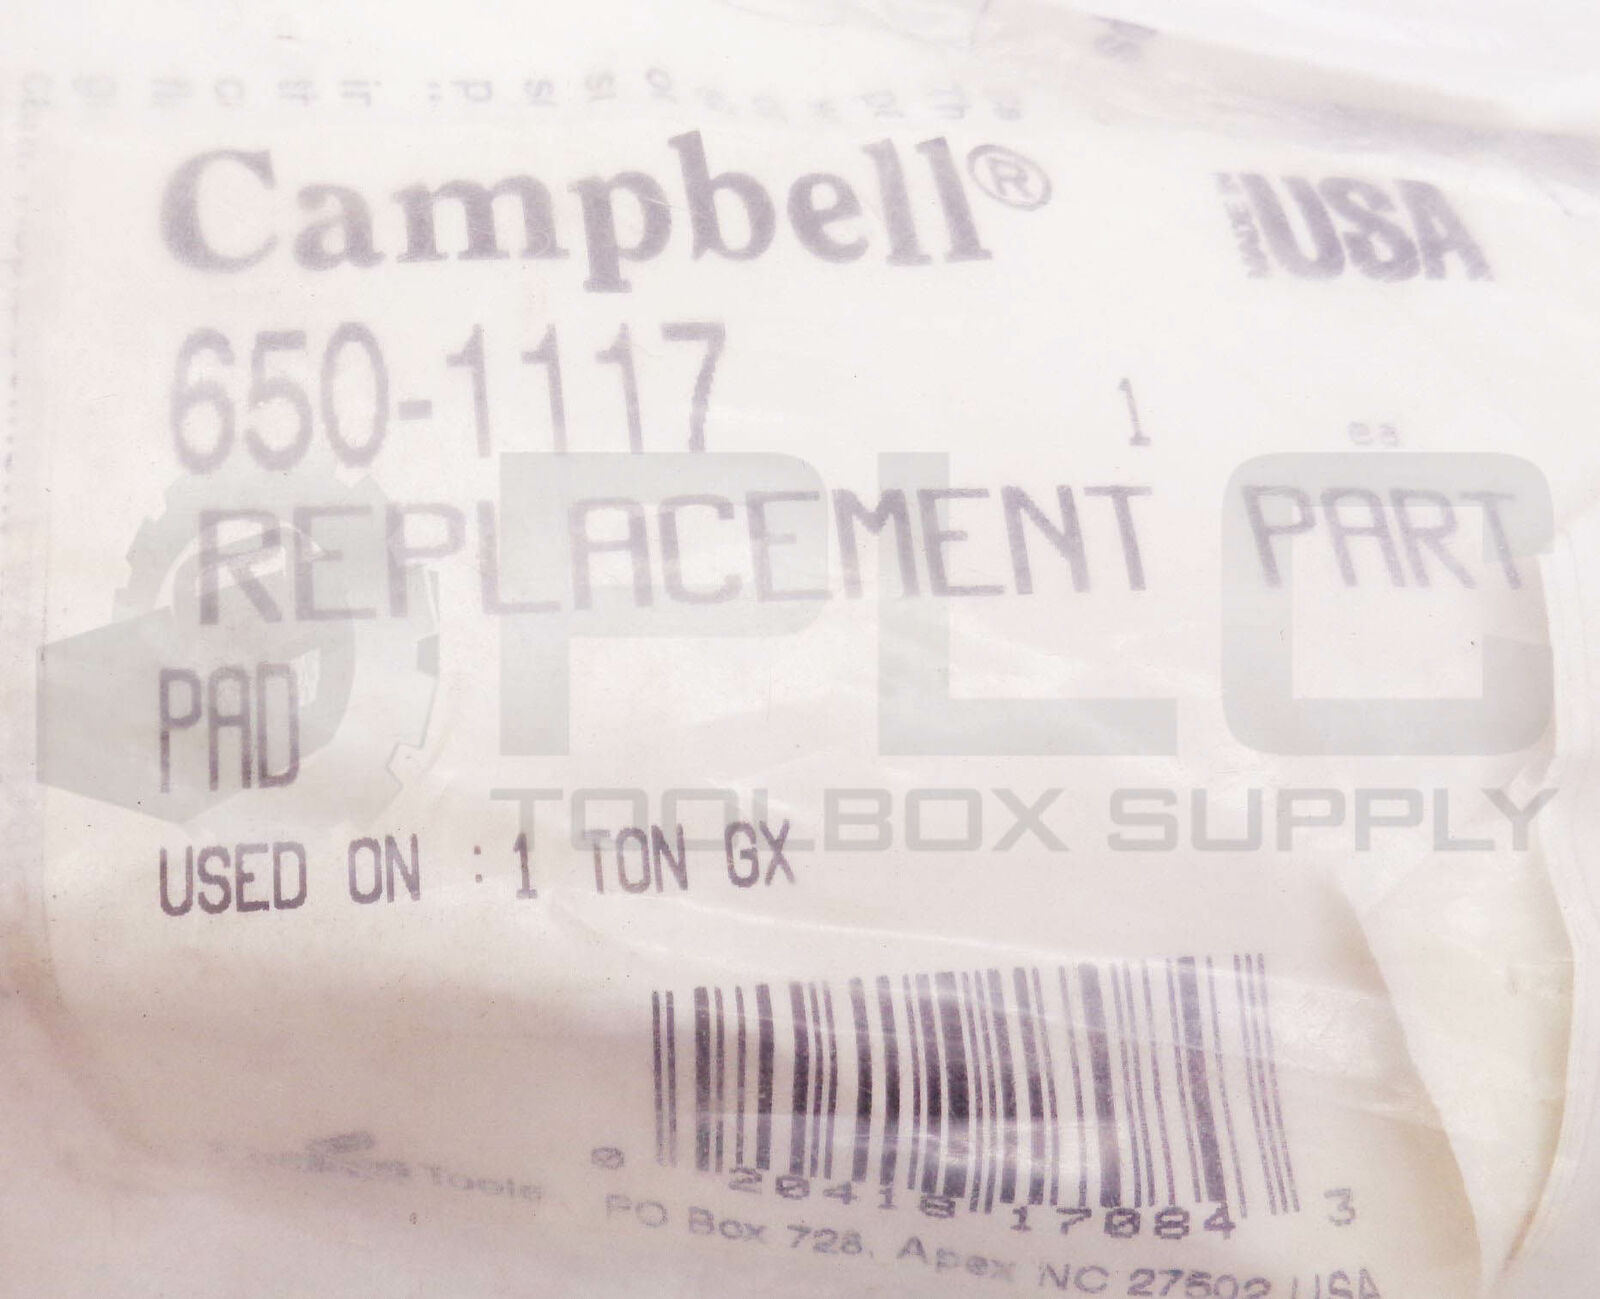 Campbell®
MADE IN USA
650-1117 1 ea
REPLACEMENT PART
PAD
USED ON : 1 TON GX
PLC
TOOLBOX SUPPLY
0 20418 17084 3
Tools
PO Box 728, Apex NC 27502 USA